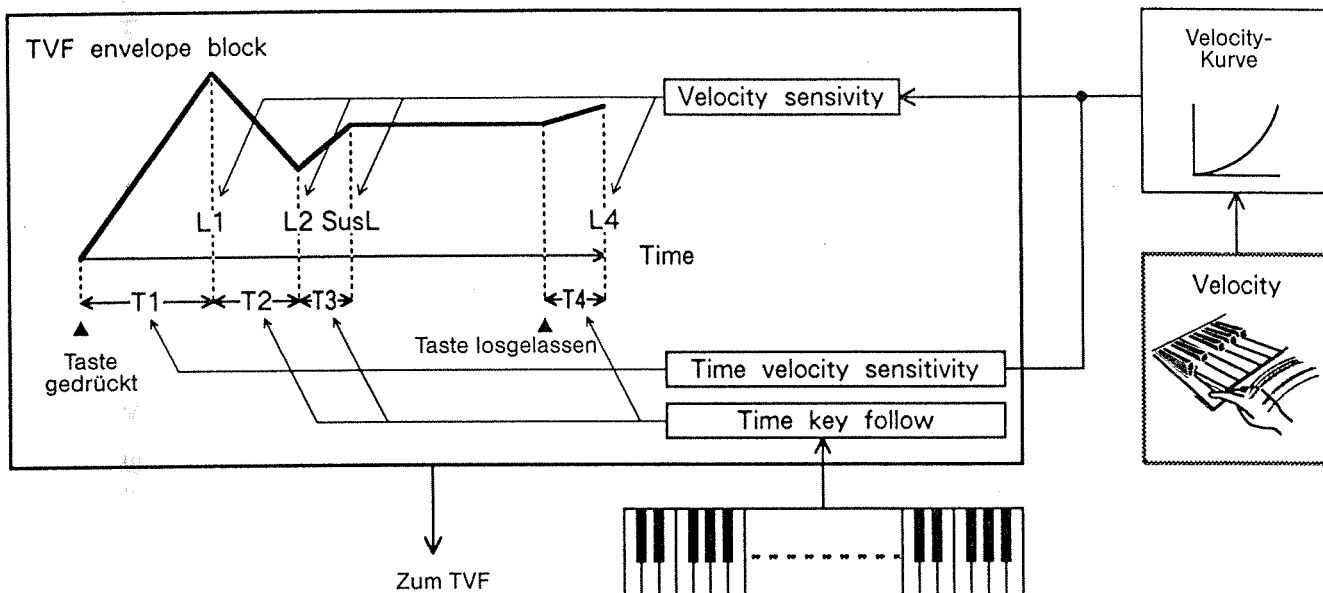 TVF envelope block
Velocity sensivity
Velocity-
Kurve
L1
L2
SusL
L4
Time
Velocity
T1
T2
T3
T4
Taste
gedrückt
Taste losgelassen
Time velocity sensitivity
Time key follow
Zum TVF